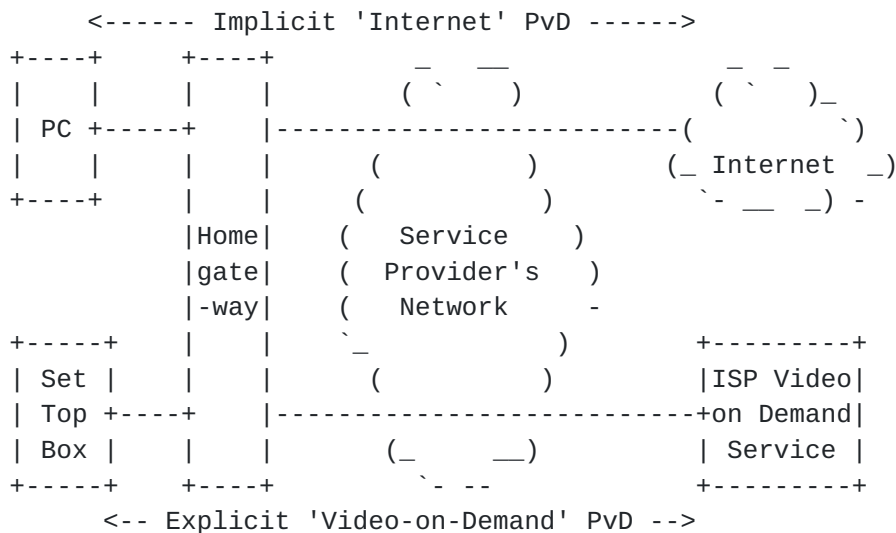 <------ Implicit 'Internet' PvD ------>
PC
Internet
Home
Service
gate
Provider's
-way
Network
Set
ISP Video
Top
on Demand
Box
Service
<-- Explicit 'Video-on-Demand' PvD -->